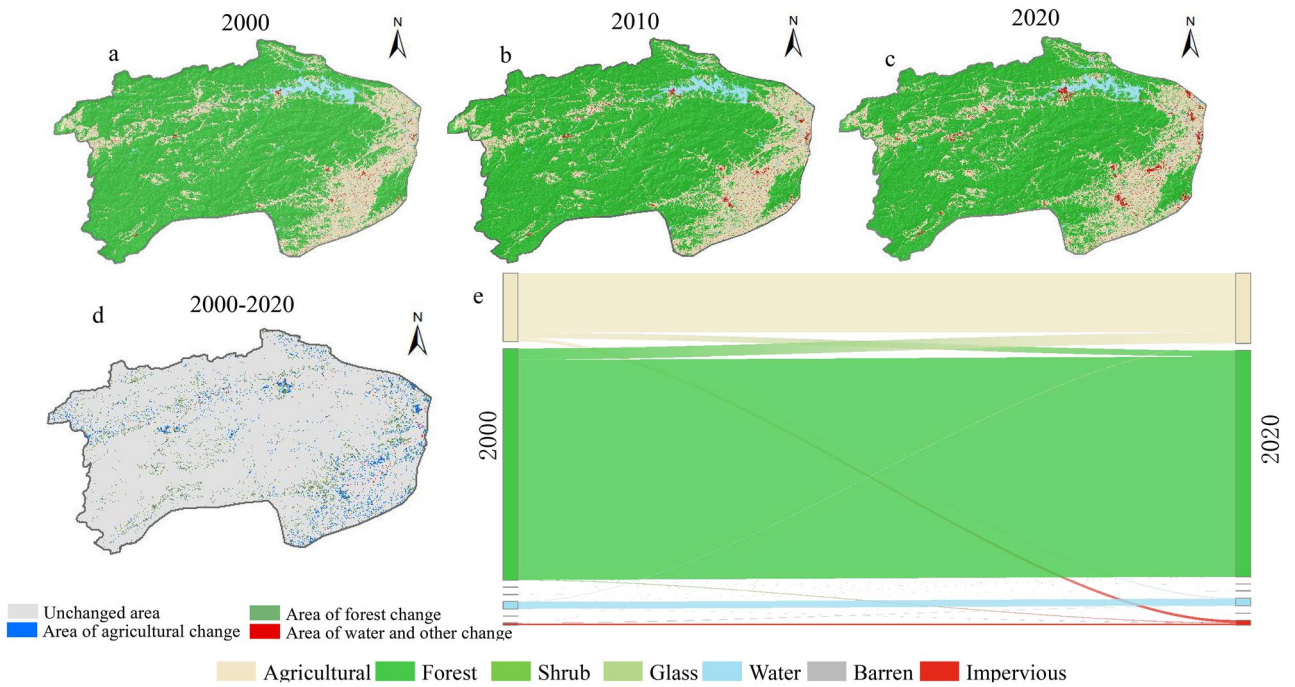 2000
N
a
2010
N
b
2020
N
c
2000-2020
N
d
e
2000
2020
Unchanged area
Area of forest change
Area of agricultural change
Area of water and other change
Agricultural
Forest
Shrub
Glass
Water
Barren
Impervious